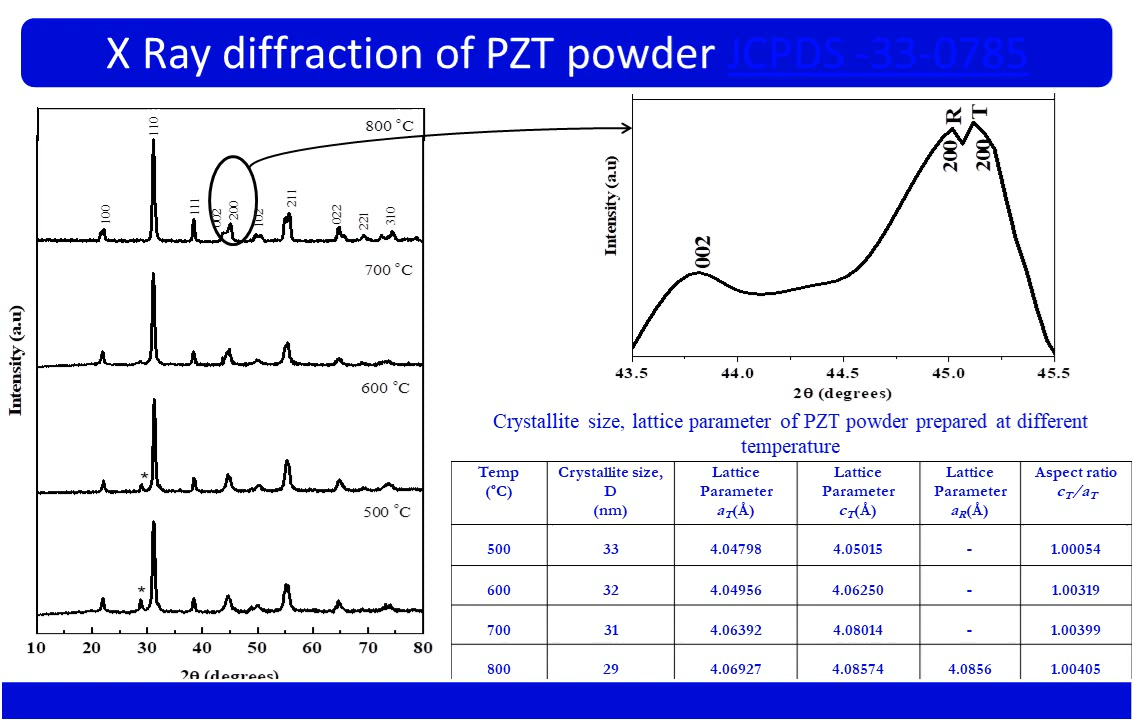 X Ray diffraction of PZT powder JCPDS -33-0785
800 °C
110
100
111
002
200
102
211
022
221
310
700 °C
600 °C
*
500 °C
*
Intensity (a.u)
10 20 30 40 50 60 70 80
2θ (degrees)
Intensity (a.u)
002
200 R
200 T
43.5 44.0 44.5 45.0 45.5
2θ (degrees)
Crystallite size, lattice parameter of PZT powder prepared at different
temperature
Temp (°C) Crystallite size, D (nm) Lattice Parameter aT(Å) Lattice Parameter cT(Å) Lattice Parameter aR(Å) Aspect ratio cT/aT
500 33 4.04798 4.05015 - 1.00054
600 32 4.04956 4.06250 - 1.00319
700 31 4.06392 4.08014 - 1.00399
800 29 4.06927 4.08574 4.0856 1.00405